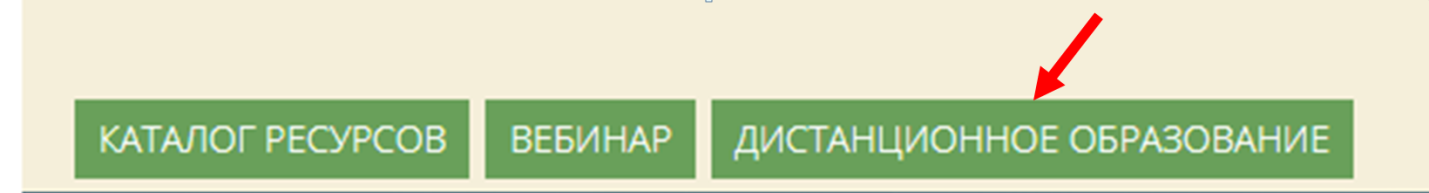 КАТАЛОГ РЕСУРСОВ ВЕБИНАР ДИСТАНЦИОННОЕ ОБРАЗОВАНИЕ